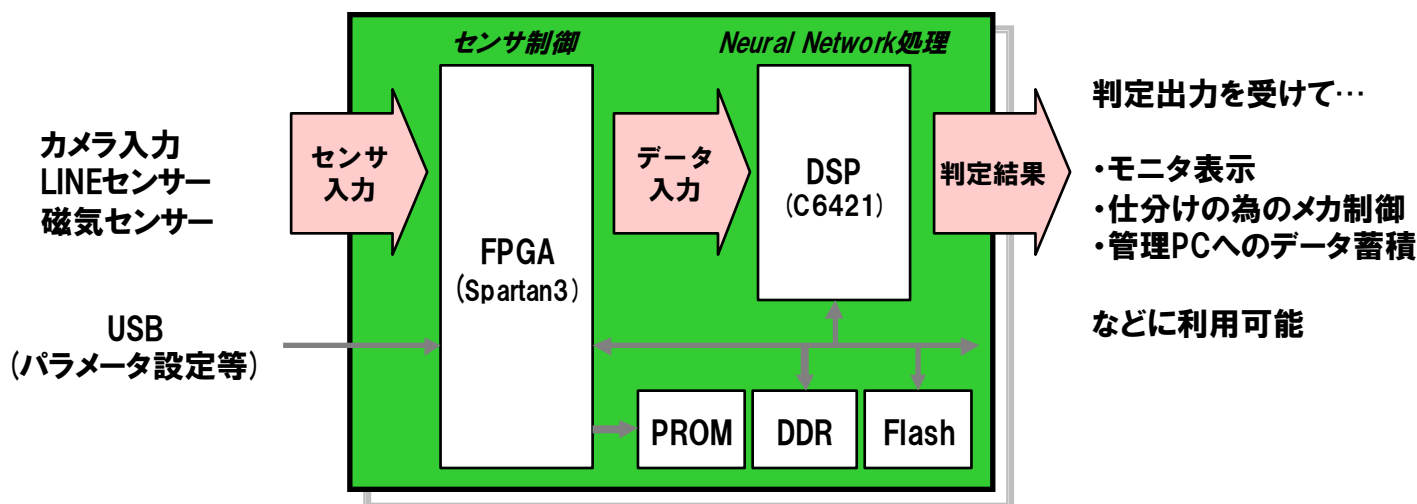 センサ制御
Neural Network処理
カメラ入力
LINEセンサー
磁気センサー
センサ
入力
データ
入力
DSP
(C6421)
判定結果
判定出力を受けて…
・モニタ表示
・仕分けの為のメカ制御
・管理PCへのデータ蓄積
などに利用可能
FPGA
(Spartan3)
USB
(パラメータ設定等)
PROM
DDR
Flash